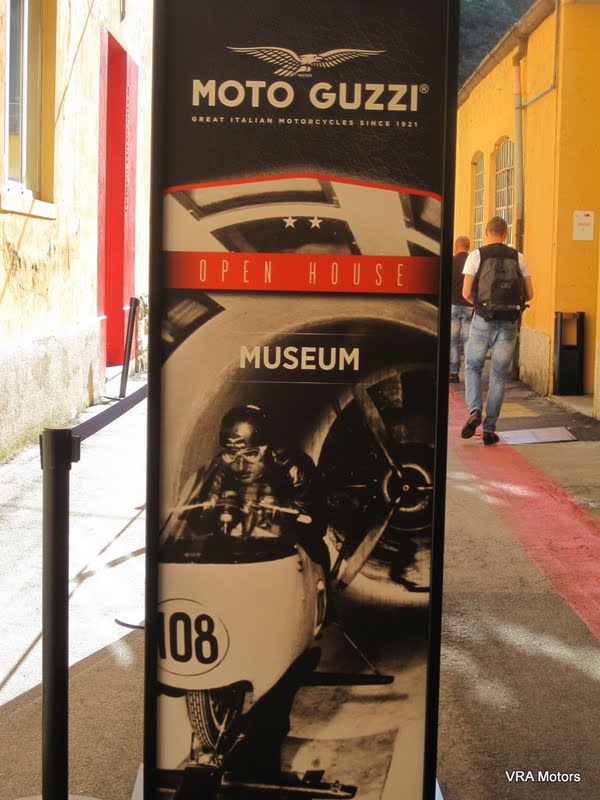 MOTO GUZZI®
GREAT ITALIAN MOTORCYCLES SINCE 1921
OPEN HOUSE
MUSEUM
108
VRA Motors